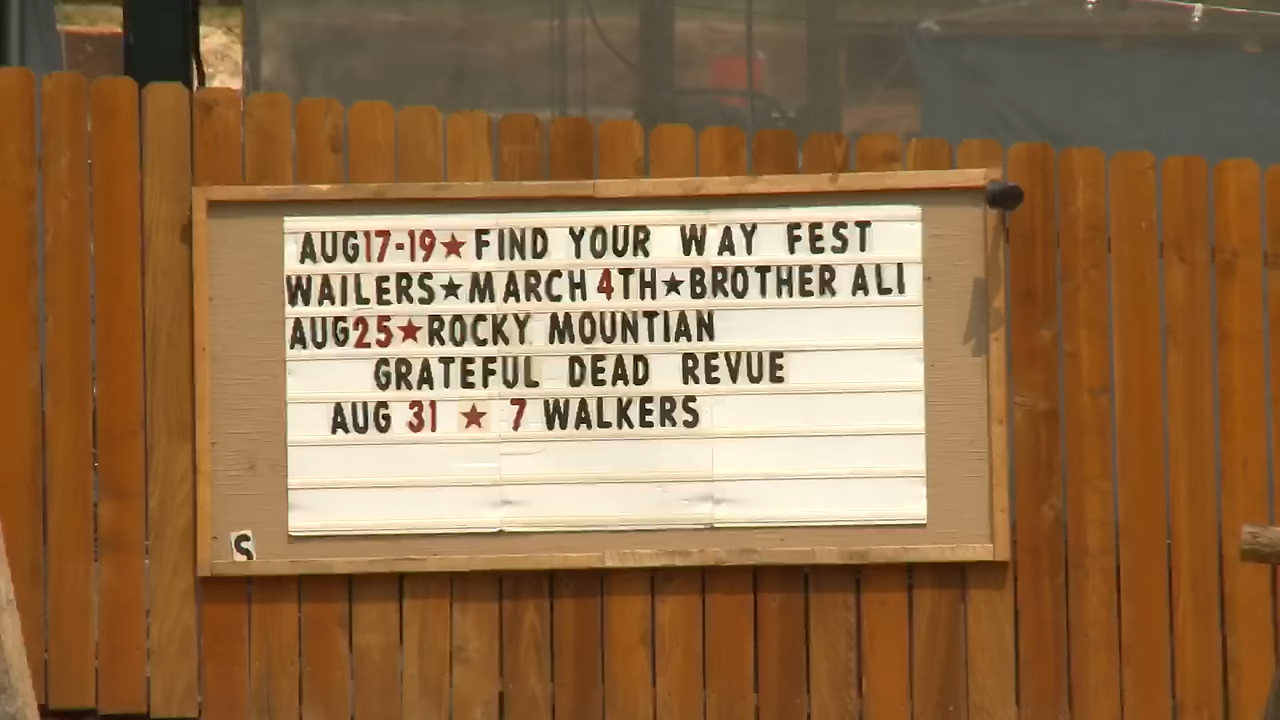 AUG17-19★FIND YOUR WAY FEST
WAILERS★MARCH 4TH★BROTHER ALI
AUG25★ROCKY MOUNTIAN
GRATEFUL DEAD REVUE
AUG 31 ★ 7 WALKERS
S